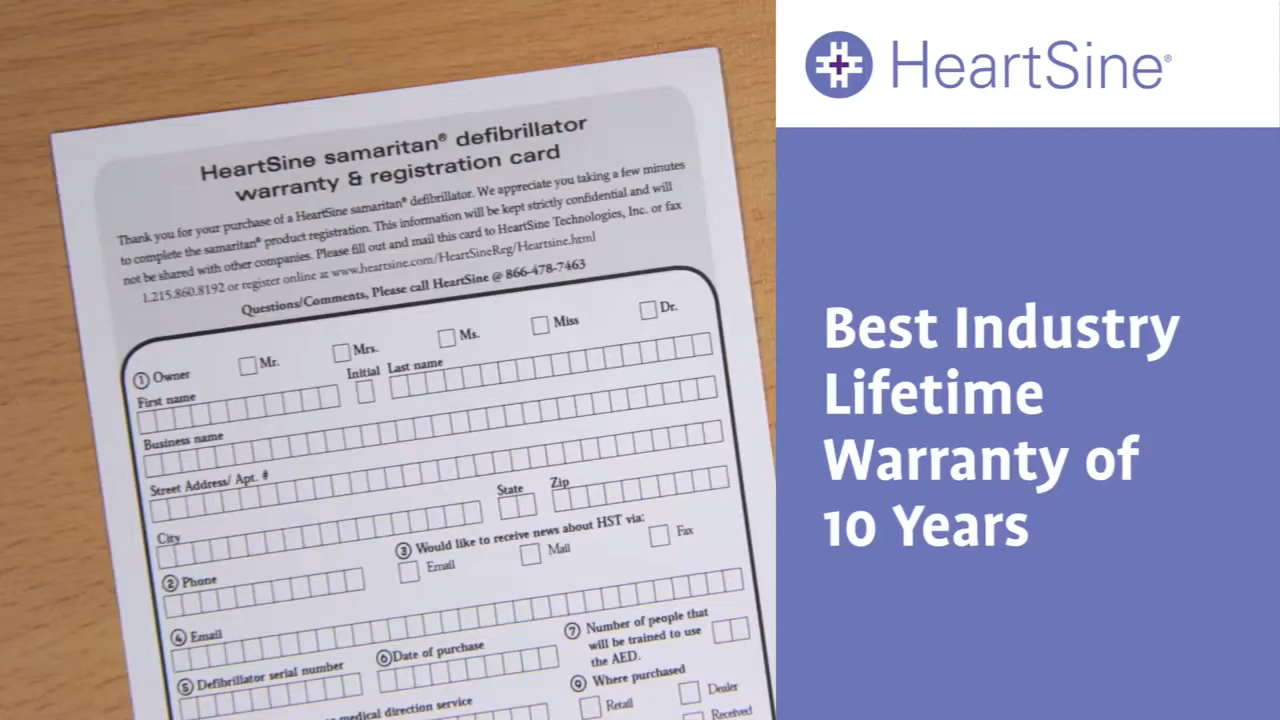 HeartSine samaritan® defibrillator
warranty & registration card
Thank you for your purchase of a HeartSine samaritan® defibrillator. We appreciate you taking a few minutes
to complete the samaritan® product registration. This information will be kept strictly confidential and will
not be shared with other companies. Please fill out and mail this card to HeartSine Technologies, Inc. or fax
1.215.860.8192 or register online at www.heartsine.com/HeartSineReg/Heartsine.html
Questions/Comments, Please call HeartSine @ 866-478-7463
① Owner Mr. Mrs. Ms. Miss Dr.
First name Initial Last name
Business name
Street Address/ Apt. #
City State Zip
② Phone ③ Would like to receive news about HST via:
Email Mail Fax
④ Email
⑤ Defibrillator serial number ⑥ Date of purchase ⑦ Number of people that
will be trained to use
the AED.
medical direction service ⑨ Where purchased
Retail Dealer
Received
HeartSine®
Best Industry
Lifetime
Warranty of
10 Years